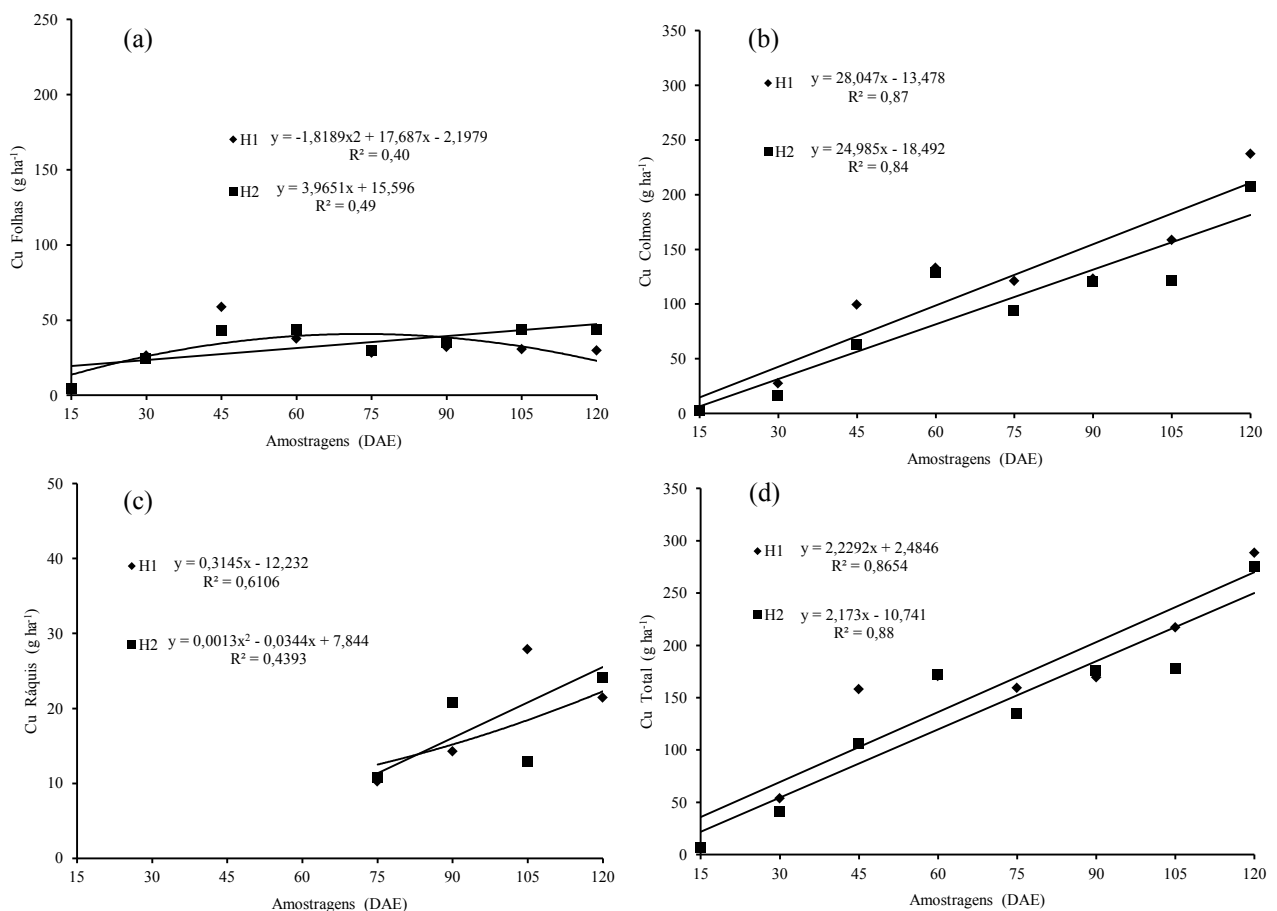 (a)
250
200
150
100
50
0
Cu Folhas (g ha⁻¹)
H1 y = -1,8189x2 + 17,687x - 2,1979
R² = 0,40
H2 y = 3,9651x + 15,596
R² = 0,49
15 30 45 60 75 90 105 120
Amostragens (DAE)
(b)
350
300
250
200
150
100
50
0
Cu Colmos (g ha⁻¹)
H1 y = 28,047x - 13,478
R² = 0,87
H2 y = 24,985x - 18,492
R² = 0,84
15 30 45 60 75 90 105 120
Amostragens (DAE)
(c)
50
40
30
20
10
0
Cu Ráquis (g ha⁻¹)
H1 y = 0,3145x - 12,232
R² = 0,6106
H2 y = 0,0013x² - 0,0344x + 7,844
R² = 0,4393
15 30 45 60 75 90 105 120
Amostragens (DAE)
(d)
350
300
250
200
150
100
50
0
Cu Total (g ha⁻¹)
H1 y = 2,2292x + 2,4846
R² = 0,8654
H2 y = 2,173x - 10,741
R² = 0,88
15 30 45 60 75 90 105 120
Amostragens (DAE)